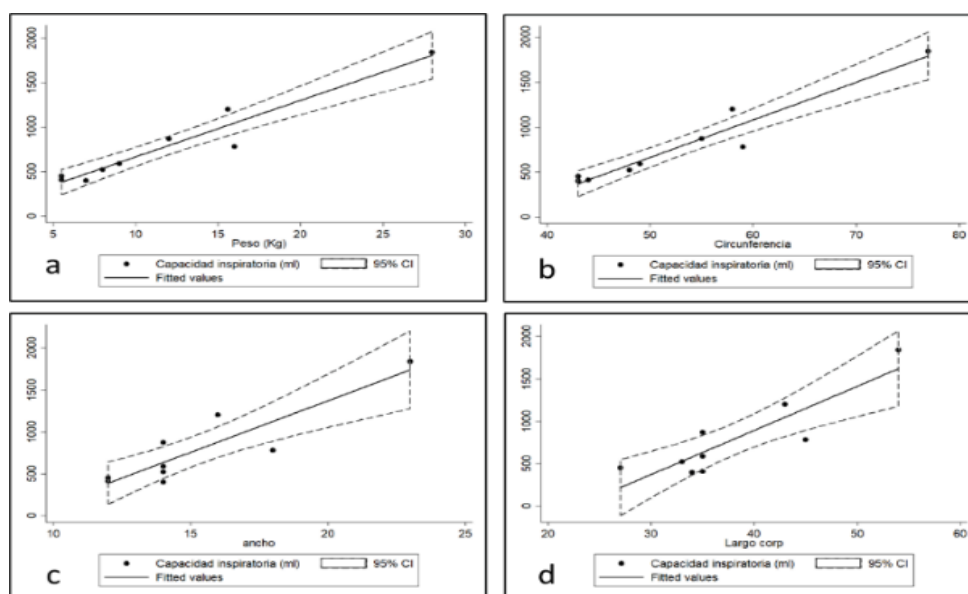 2000
1500
1000
500
0
5 10 15 20 25 30
Peso (Kg)
Capacidad inspiratoria (ml) 95% CI
Fitted values
a
2000
1500
1000
500
0
40 50 60 70 80
Circunferencia
Capacidad inspiratoria (ml) 95% CI
Fitted values
b
2000
1500
1000
500
0
10 15 20 25
ancho
Capacidad inspiratoria (ml) 95% CI
Fitted values
c
2000
1500
1000
500
0
20 30 40 50 60
Largo corp
Capacidad inspiratoria (ml) 95% CI
Fitted values
d